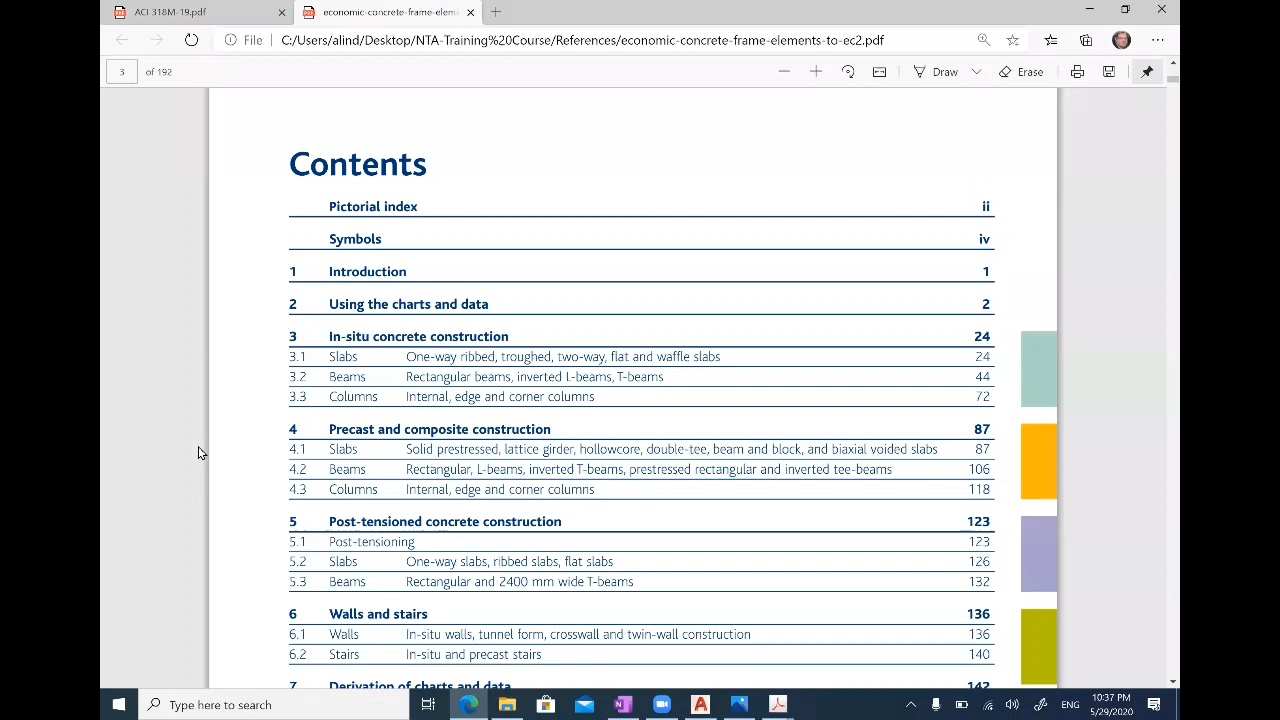 ACI 318M-19.pdf
economic-concrete-frame-eleme
File C:/Users/alind/Desktop/NTA-Training%20Course/References/economic-concrete-frame-elements-to-ec2.pdf
3 of 192
Draw Erase
Contents
Pictorial index ii
Symbols iv
1 Introduction 1
2 Using the charts and data 2
3 In-situ concrete construction 24
3.1 Slabs One-way ribbed, troughed, two-way, flat and waffle slabs 24
3.2 Beams Rectangular beams, inverted L-beams, T-beams 44
3.3 Columns Internal, edge and corner columns 72
4 Precast and composite construction 87
4.1 Slabs Solid prestressed, lattice girder, hollowcore, double-tee, beam and block, and biaxial voided slabs 87
4.2 Beams Rectangular, L-beams, inverted T-beams, prestressed rectangular and inverted tee-beams 106
4.3 Columns Internal, edge and corner columns 118
5 Post-tensioned concrete construction 123
5.1 Post-tensioning 123
5.2 Slabs One-way slabs, ribbed slabs, flat slabs 126
5.3 Beams Rectangular and 2400 mm wide T-beams 132
6 Walls and stairs 136
6.1 Walls In-situ walls, tunnel form, crosswall and twin-wall construction 136
6.2 Stairs In-situ and precast stairs 140
7 Derivation of charts and data 142
Type here to search
ENG
10:37 PM
5/29/2020